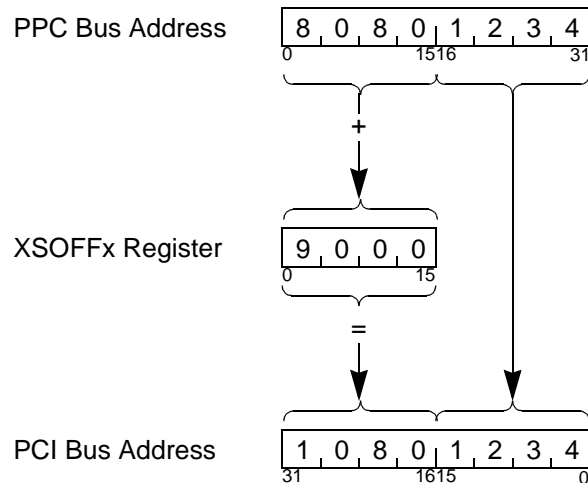 PPC Bus Address 8 0 8 0 1 2 3 4
0 15 16 31
+
XSOFFx Register 9 0 0 0
0 15
=
PCI Bus Address 1 0 8 0 1 2 3 4
31 16 15 0